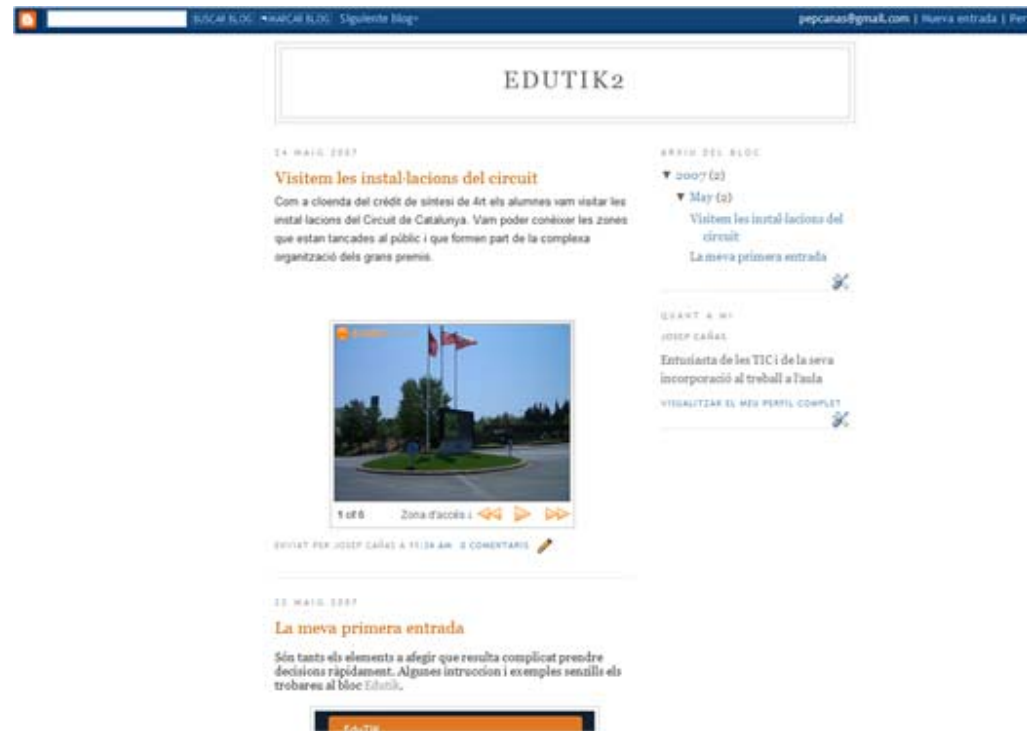 BUSCAR BLOG MARCAR BLOG Siguiente blog»
pepcanas@gmail.com | Nueva entrada | Per
EDUTIK2
24 MAIG 2007
Visitem les instal·lacions del circuit
Com a cloenda del crèdit de síntesi de 4rt els alumnes vam visitar les
instal·lacions del Circuit de Catalunya. Vam poder conèixer les zones
que estan tancades al públic i que formen part de la complexa
organització dels grans premis.
1 of 6 Zona d'accés i
ENVIAT PER JOSEP CAÑAS A 11:34 AM 0 COMENTARIS
22 MAIG 2007
La meva primera entrada
Són tants els elements a afegir que resulta complicat prendre
decisions ràpidament. Algunes intruccion i exemples senzills els
trobareu al bloc Edutik.
EduTIK
ARXIU DEL BLOC
▼ 2007 (2)
▼ May (2)
Visitem les instal·lacions del
circuit
La meva primera entrada
QUANT A MI
JOSEP CAÑAS
Entusiasta de les TIC i de la seva
incorporació al treball a l'aula
VISUALITZAR EL MEU PERFIL COMPLET